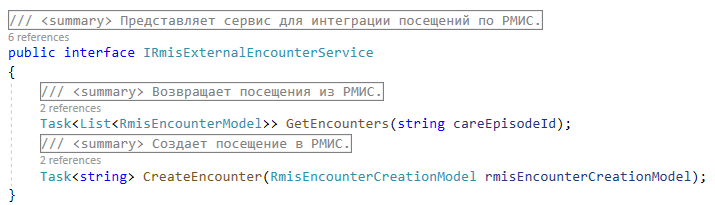 /// <summary> Представляет сервис для интеграции посещений по РМИС.
6 references
public interface IRmisExternalEncounterService
{
/// <summary> Возвращает посещения из РМИС.
2 references
Task<List<RmisEncounterModel>> GetEncounters(string careEpisodeId);
/// <summary> Создает посещение в РМИС.
2 references
Task<string> CreateEncounter(RmisEncounterCreationModel rmisEncounterCreationModel);
}